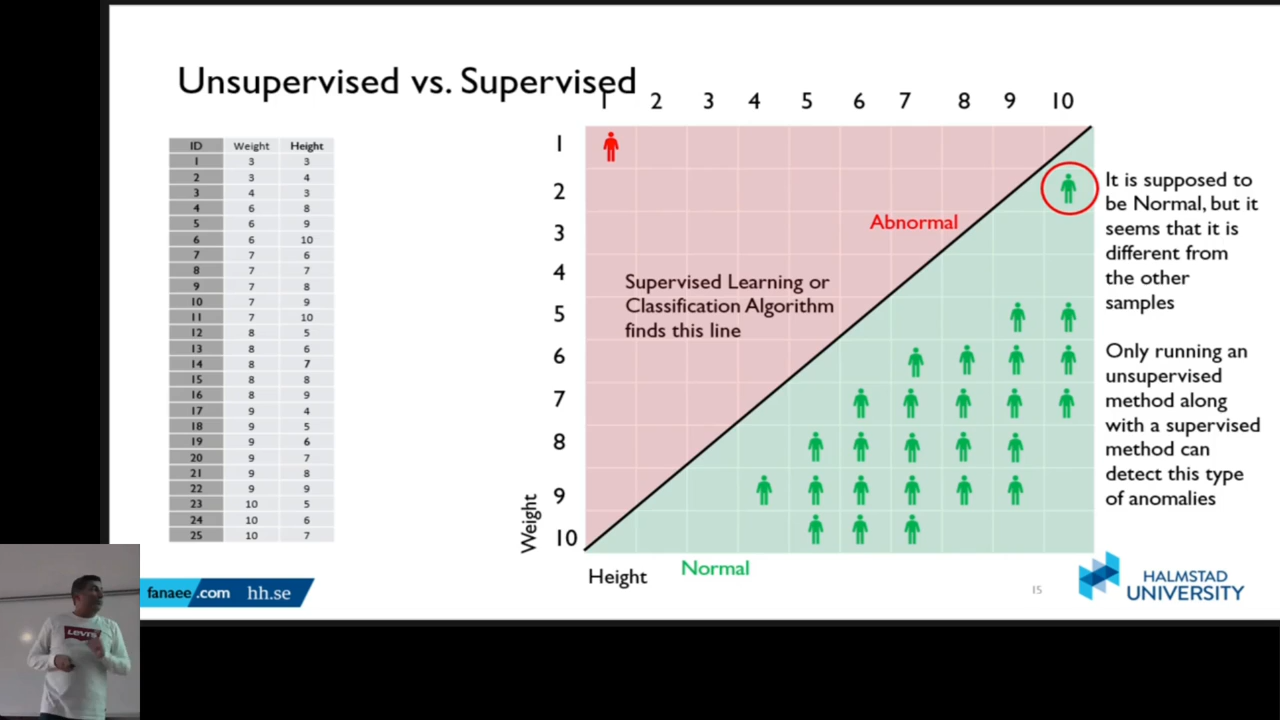 Unsupervised vs. Supervised
1 2 3 4 5 6 7 8 9 10
ID Weight Height
1 3 3
2 3 4
3 4 3
4 6 8
5 6 9
6 6 10
7 7 6
8 7 7
9 7 8
10 7 9
11 7 10
12 8 5
13 8 6
14 8 7
15 8 8
16 8 9
17 9 4
18 9 5
19 9 6
20 9 7
21 9 8
22 9 9
23 10 5
24 10 6
25 10 7
1
2
3
4
5
6
7
8
9
10
Weight
Height
Abnormal
Supervised Learning or
Classification Algorithm
finds this line
Normal
It is supposed to
be Normal, but it
seems that it is
different from
the other
samples
Only running an
unsupervised
method along
with a supervised
method can
detect this type
of anomalies
fanaee.com hh.se
15
HALMSTAD
UNIVERSITY
LEVI'S